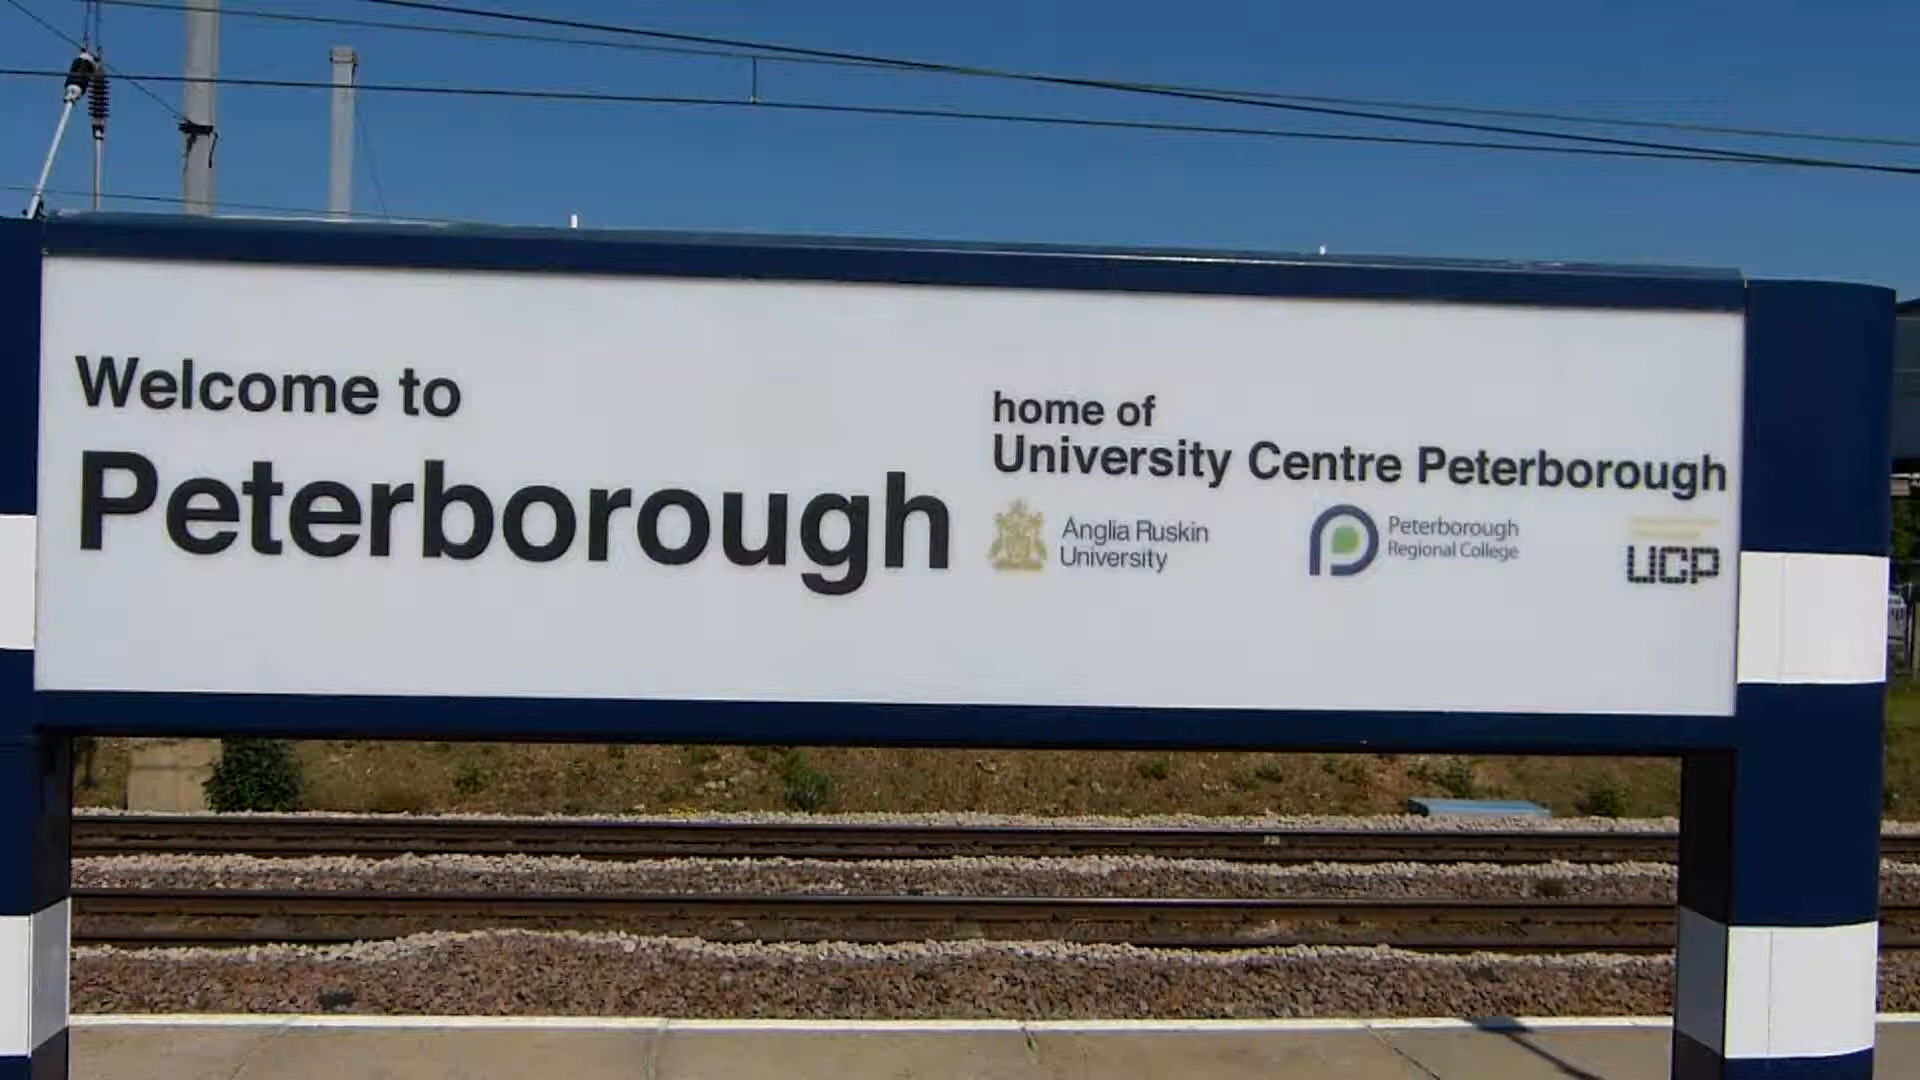 Welcome to
Peterborough
home of
University Centre Peterborough
Anglia Ruskin
University
Peterborough
Regional College
UCP